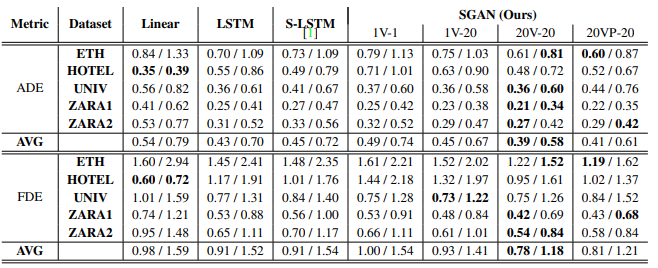 Metric Dataset Linear LSTM S-LSTM [1] SGAN (Ours)
1V-1 1V-20 20V-20 20VP-20
ADE
ETH 0.84 / 1.33 0.70 / 1.09 0.73 / 1.09 0.79 / 1.13 0.75 / 1.03 0.61 / 0.81 0.60 / 0.87
HOTEL 0.35 / 0.39 0.55 / 0.86 0.49 / 0.79 0.71 / 1.01 0.63 / 0.90 0.48 / 0.72 0.52 / 0.67
UNIV 0.56 / 0.82 0.36 / 0.61 0.41 / 0.67 0.37 / 0.60 0.36 / 0.58 0.36 / 0.60 0.44 / 0.76
ZARA1 0.41 / 0.62 0.25 / 0.41 0.27 / 0.47 0.25 / 0.42 0.23 / 0.38 0.21 / 0.34 0.22 / 0.35
ZARA2 0.53 / 0.77 0.31 / 0.52 0.33 / 0.56 0.32 / 0.52 0.29 / 0.47 0.27 / 0.42 0.29 / 0.42
AVG 0.54 / 0.79 0.43 / 0.70 0.45 / 0.72 0.49 / 0.74 0.45 / 0.67 0.39 / 0.58 0.41 / 0.61
FDE
ETH 1.60 / 2.94 1.45 / 2.41 1.48 / 2.35 1.61 / 2.21 1.52 / 2.02 1.22 / 1.52 1.19 / 1.62
HOTEL 0.60 / 0.72 1.17 / 1.91 1.01 / 1.76 1.44 / 2.18 1.32 / 1.97 0.95 / 1.61 1.02 / 1.37
UNIV 1.01 / 1.59 0.77 / 1.31 0.84 / 1.40 0.75 / 1.28 0.73 / 1.22 0.75 / 1.26 0.84 / 1.52
ZARA1 0.74 / 1.21 0.53 / 0.88 0.56 / 1.00 0.53 / 0.91 0.48 / 0.84 0.42 / 0.69 0.43 / 0.68
ZARA2 0.95 / 1.48 0.65 / 1.11 0.70 / 1.17 0.66 / 1.11 0.61 / 1.01 0.54 / 0.84 0.58 / 0.84
AVG 0.98 / 1.59 0.91 / 1.52 0.91 / 1.54 1.00 / 1.54 0.93 / 1.41 0.78 / 1.18 0.81 / 1.21